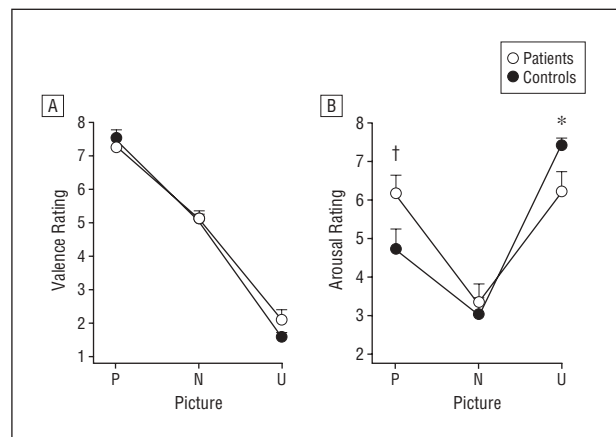 Patients
Controls
A
B
Valence Rating
8
7
6
5
4
3
2
1
P
N
U
Picture
Arousal Rating
8
7
6
5
4
3
2
†
*
P
N
U
Picture